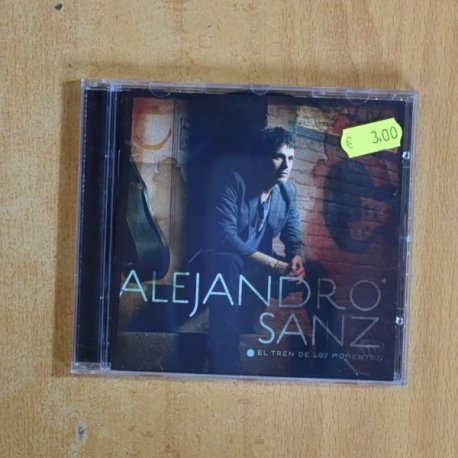 € 3,00
ALEJANDRO
SANZ
EL TREN DE LOS MOMENTOS